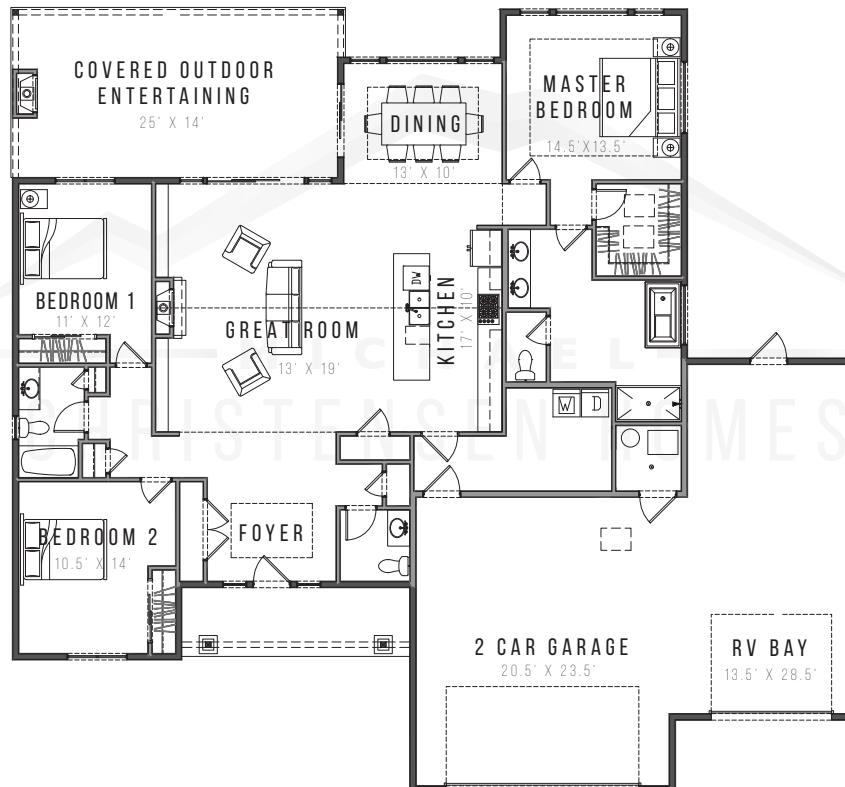 COVERED OUTDOOR
ENTERTAINING
25' X 14'
DINING
13' X 10'
MASTER
BEDROOM
14.5'X13.5'
BEDROOM 1
11' X 12'
GREAT ROOM
13' X 19'
DW
KITCHEN
17' X 10'
MICHAEL
CHRISTENSEN HOMES
W
D
BEDROOM 2
10.5' X 14'
FOYER
2 CAR GARAGE
20.5' X 23.5'
RV BAY
13.5' X 28.5'